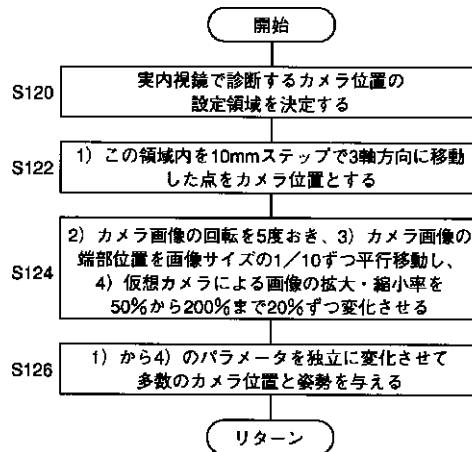 開始
S120
実内視鏡で診断するカメラ位置の
設定領域を決定する
S122
1) この領域内を10mmステップで3軸方向に移動
した点をカメラ位置とする
S124
2) カメラ画像の回転を5度おき、3) カメラ画像の
端部位置を画像サイズの1/10ずつ平行移動し、
4) 仮想カメラによる画像の拡大・縮小率を
50%から200%まで20%ずつ変化させる
S126
1) から4) のパラメータを独立に変化させて
多数のカメラ位置と姿勢を与える
リターン